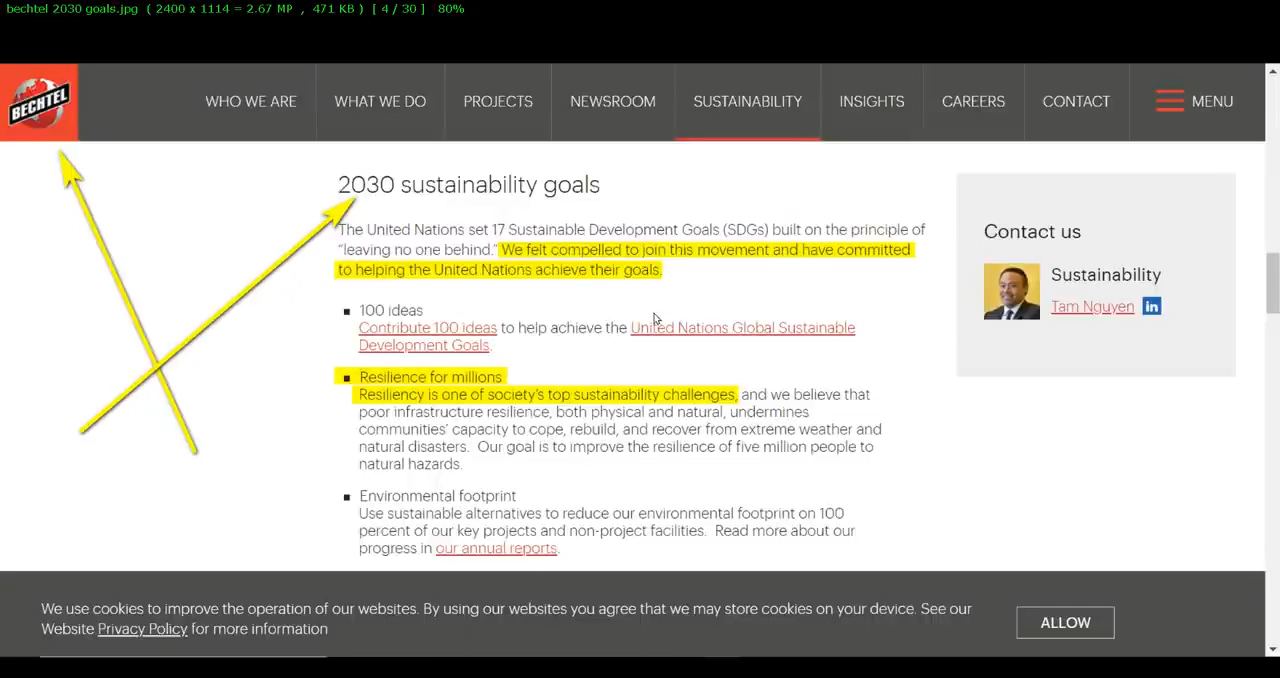 bechtel 2030 goals.jpg ( 2400 x 1114 = 2.67 MP , 471 KB ) [ 4 / 30 ] 80%
BECHTEL
WHO WE ARE WHAT WE DO PROJECTS NEWSROOM SUSTAINABILITY INSIGHTS CAREERS CONTACT MENU
2030 sustainability goals
The United Nations set 17 Sustainable Development Goals (SDGs) built on the principle of
“leaving no one behind.” We felt compelled to join this movement and have committed
to helping the United Nations achieve their goals.
■ 100 ideas
Contribute 100 ideas to help achieve the United Nations Global Sustainable
Development Goals.
■ Resilience for millions
Resiliency is one of society's top sustainability challenges, and we believe that
poor infrastructure resilience, both physical and natural, undermines
communities’ capacity to cope, rebuild, and recover from extreme weather and
natural disasters. Our goal is to improve the resilience of five million people to
natural hazards.
■ Environmental footprint
Use sustainable alternatives to reduce our environmental footprint on 100
percent of our key projects and non-project facilities. Read more about our
progress in our annual reports.
Contact us
Sustainability
Tam Nguyen in
We use cookies to improve the operation of our websites. By using our websites you agree that we may store cookies on your device. See our
Website Privacy Policy for more information
ALLOW